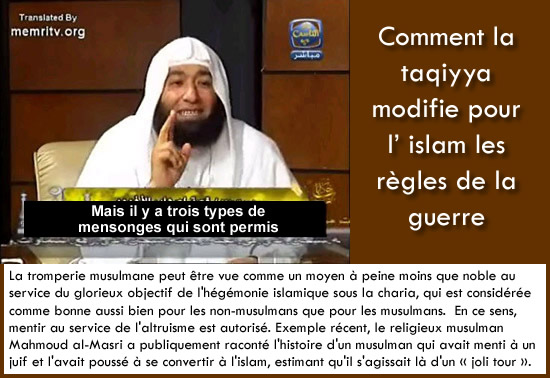 Translated By
memritv.org
الناس
مباشر
Mais il y a trois types de
mensonges qui sont permis
Comment la
taqiyya
modifie pour
l’ islam les
règles de la
guerre
La tromperie musulmane peut être vue comme un moyen à peine moins que noble au
service du glorieux objectif de l'hégémonie islamique sous la charia, qui est considérée
comme bonne aussi bien pour les non-musulmans que pour les musulmans.  En ce sens,
mentir au service de l'altruisme est autorisé. Exemple récent, le religieux musulman
Mahmoud al-Masri a publiquement raconté l'histoire d'un musulman qui avait menti à un
juif et l'avait poussé à se convertir à l'islam, estimant qu'il s'agissait là d'un « joli tour ».